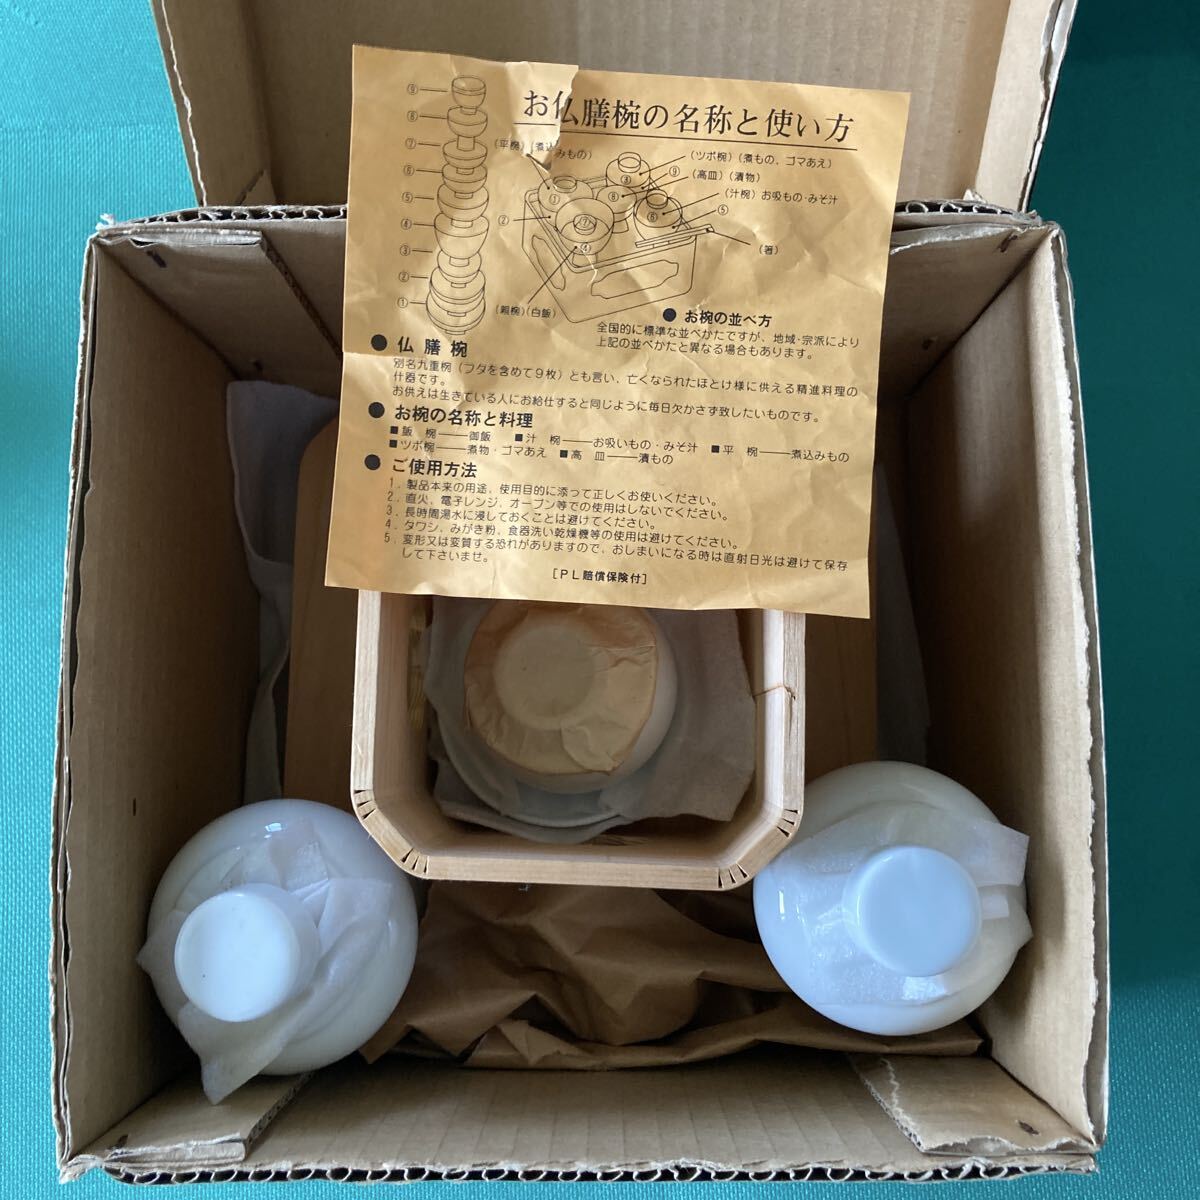 お仏膳椀の名称と使い方
⑨
⑧
⑦
⑥
⑤
④
③
②
①
(平椀)(煮込みもの)
(ツボ椀)(煮もの、ゴマあえ)
(高皿)(漬物)
(汁椀)お吸もの・みそ汁
(箸)
(親椀)(白飯)
① ② ③ ④ ⑤ ⑥ ⑦ ⑧ ⑨
● お椀の並べ方
全国的に標準な並べかたですが、地域・宗派により
上記の並べかたと異なる場合もあります。
● 仏膳椀
別名九重椀(フタを含めて9枚)とも言い、亡くなられたほとけ様に供える精進料理の
什器です。
お供えは生きている人にお給仕すると同じように毎日欠かさず致したいものです。
● お椀の名称と料理
■飯 椀――御飯 ■汁 椀――お吸いもの・みそ汁 ■平 椀――煮込みもの
■ツボ椀――煮物・ゴマあえ ■高 皿――漬もの
● ご使用方法
1. 製品本来の用途、使用目的に添って正しくお使いください。
2. 直火、電子レンジ、オーブン等での使用はしないでください。
3. 長時間湯水に浸しておくことは避けてください。
4. タワシ、みがき粉、食器洗い乾燥機等の使用は避けてください。
5. 変形又は変質する恐れがありますので、おしまいになる時は直射日光は避けて保存
して下さいませ。
[PL賠償保険付]